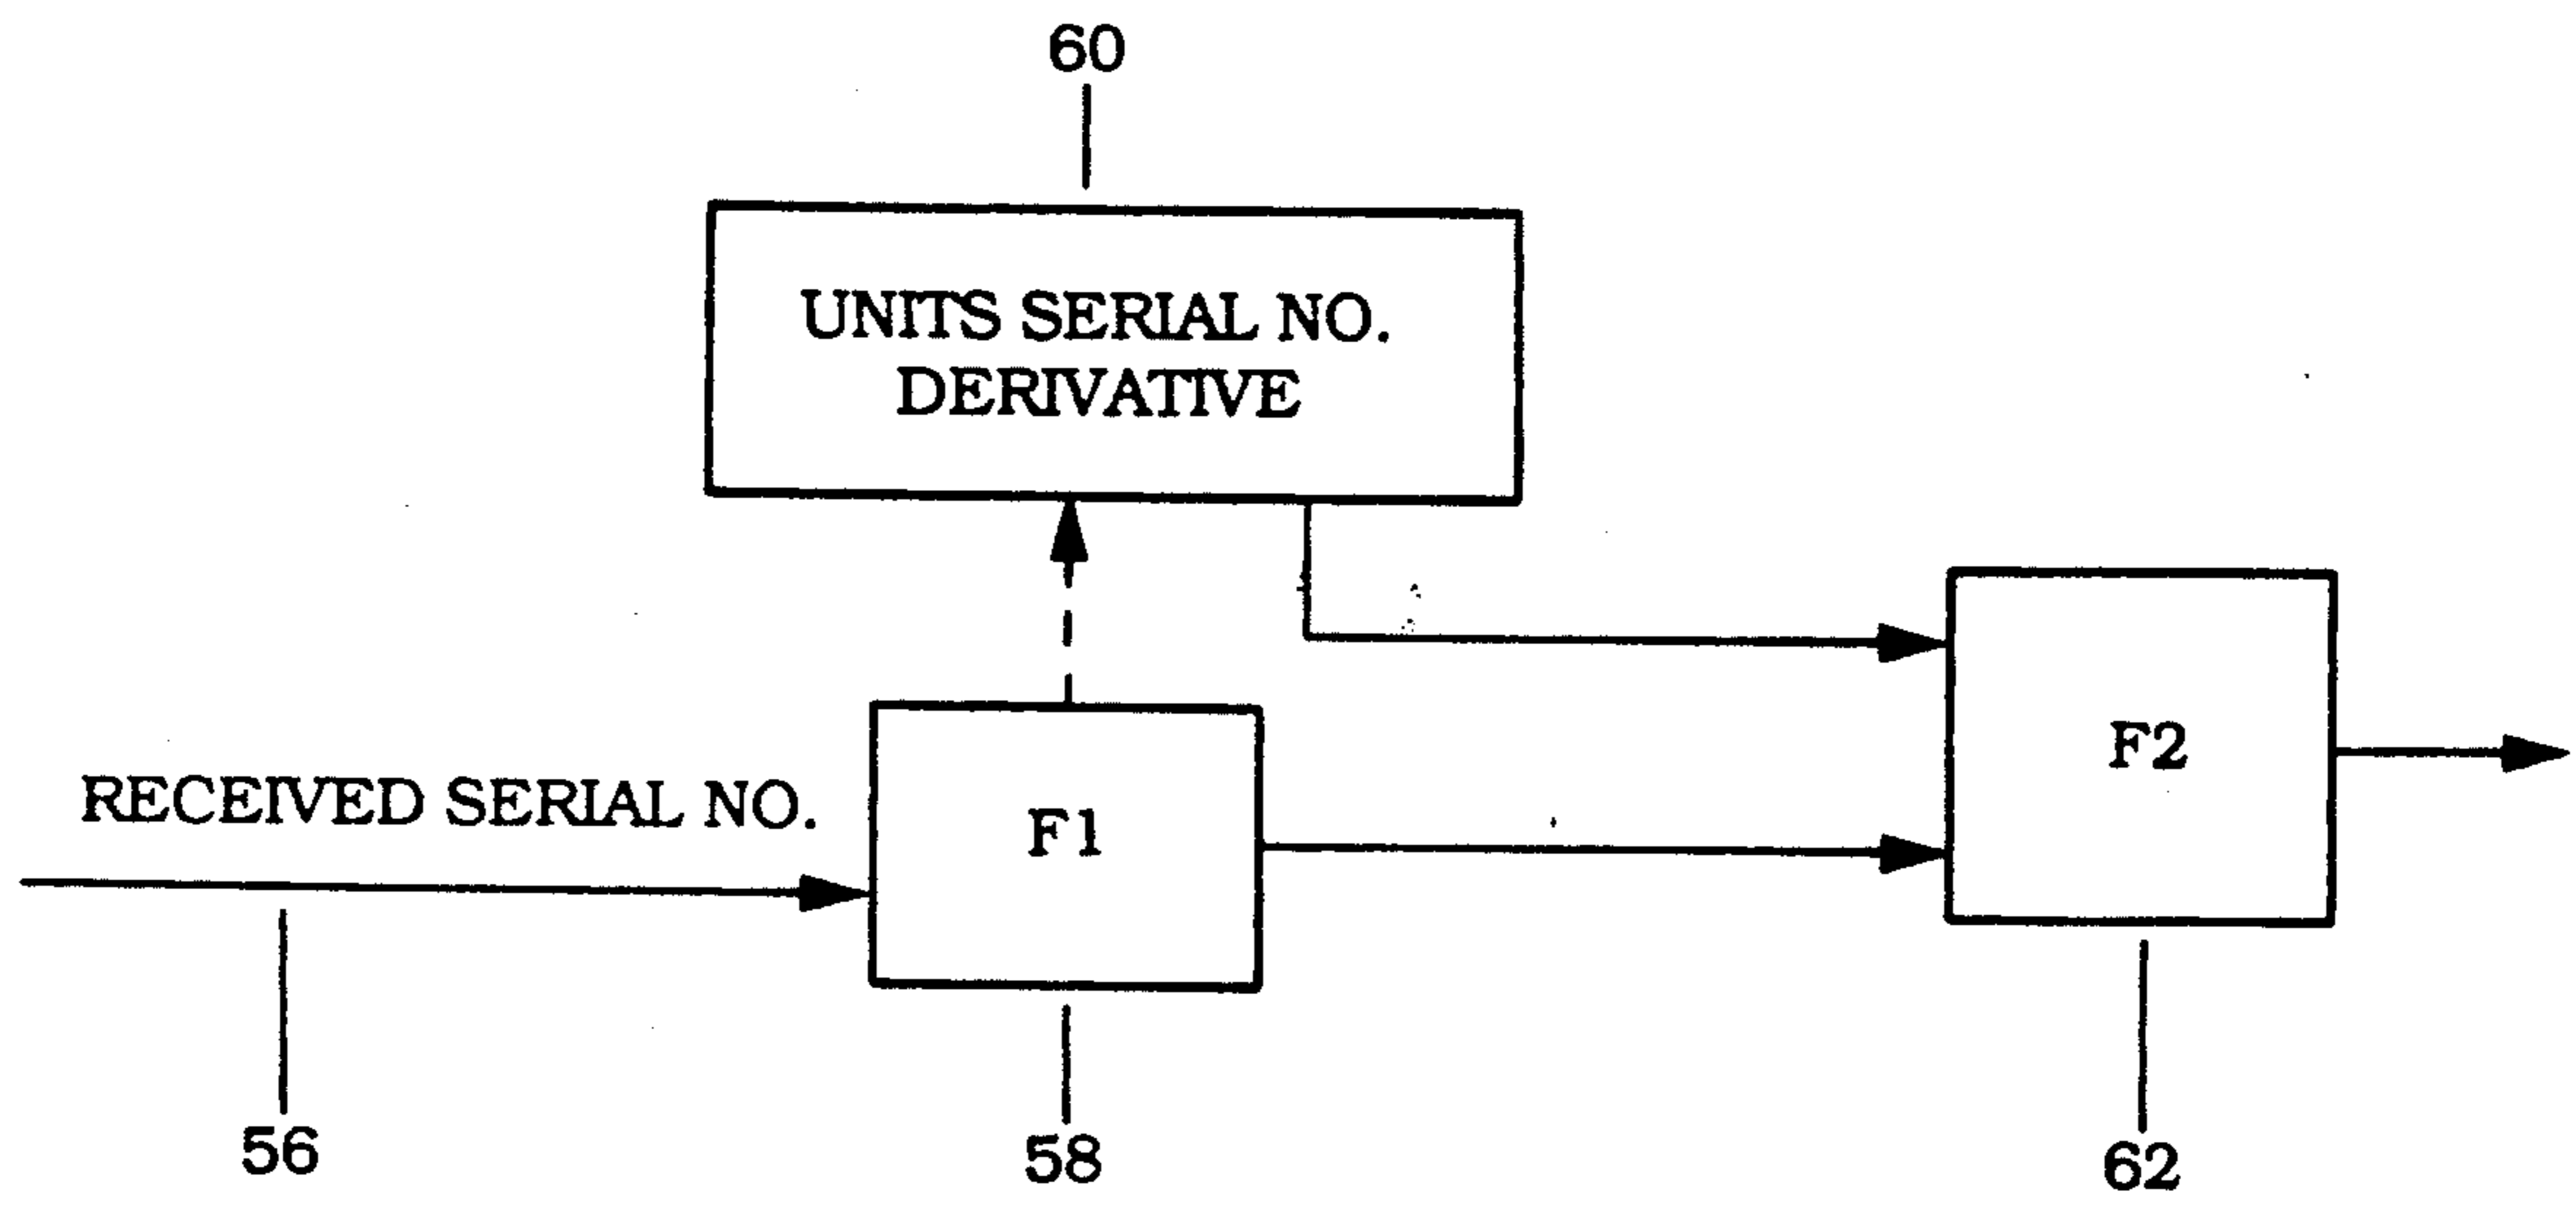 60
UNITS SERIAL NO.
DERIVATIVE
RECEIVED SERIAL NO.
F1
F2
56
58
62